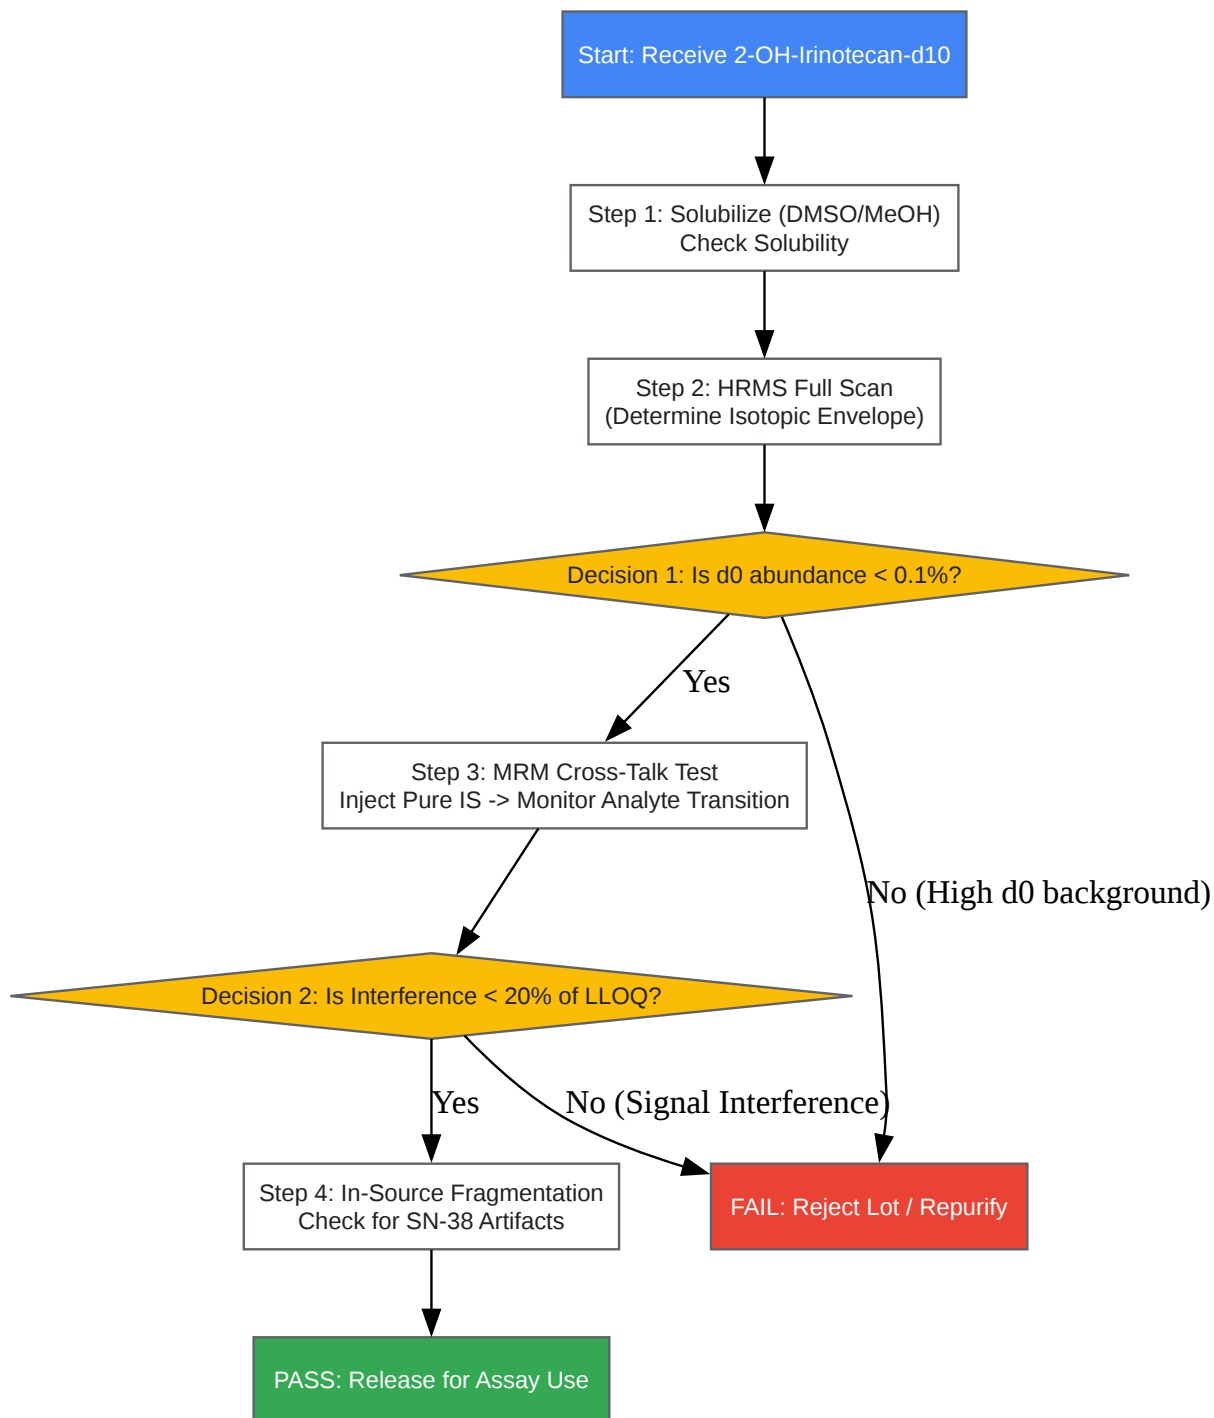 Start: Receive 2-OH-Irinotecan-d10
Step 1: Solubilize (DMSO/MeOH)
Check Solubility
Step 2: HRMS Full Scan
(Determine Isotopic Envelope)
Decision 1: Is d0 abundance < 0.1%?
Yes
Step 3: MRM Cross-Talk Test
Inject Pure IS -> Monitor Analyte Transition
No (High d0 background)
Decision 2: Is Interference < 20% of LLOQ?
Yes
No (Signal Interference)
Step 4: In-Source Fragmentation
Check for SN-38 Artifacts
FAIL: Reject Lot / Repurify
PASS: Release for Assay Use